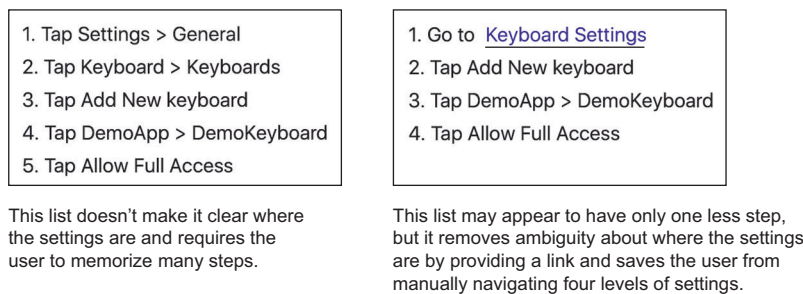 1. Tap Settings > General
2. Tap Keyboard > Keyboards
3. Tap Add New keyboard
4. Tap DemoApp > DemoKeyboard
5. Tap Allow Full Access
This list doesn't make it clear where
the settings are and requires the
user to memorize many steps.
1. Go to Keyboard Settings
2. Tap Add New keyboard
3. Tap DemoApp > DemoKeyboard
4. Tap Allow Full Access
This list may appear to have only one less step,
but it removes ambiguity about where the settings
are by providing a link and saves the user from
manually navigating four levels of settings.